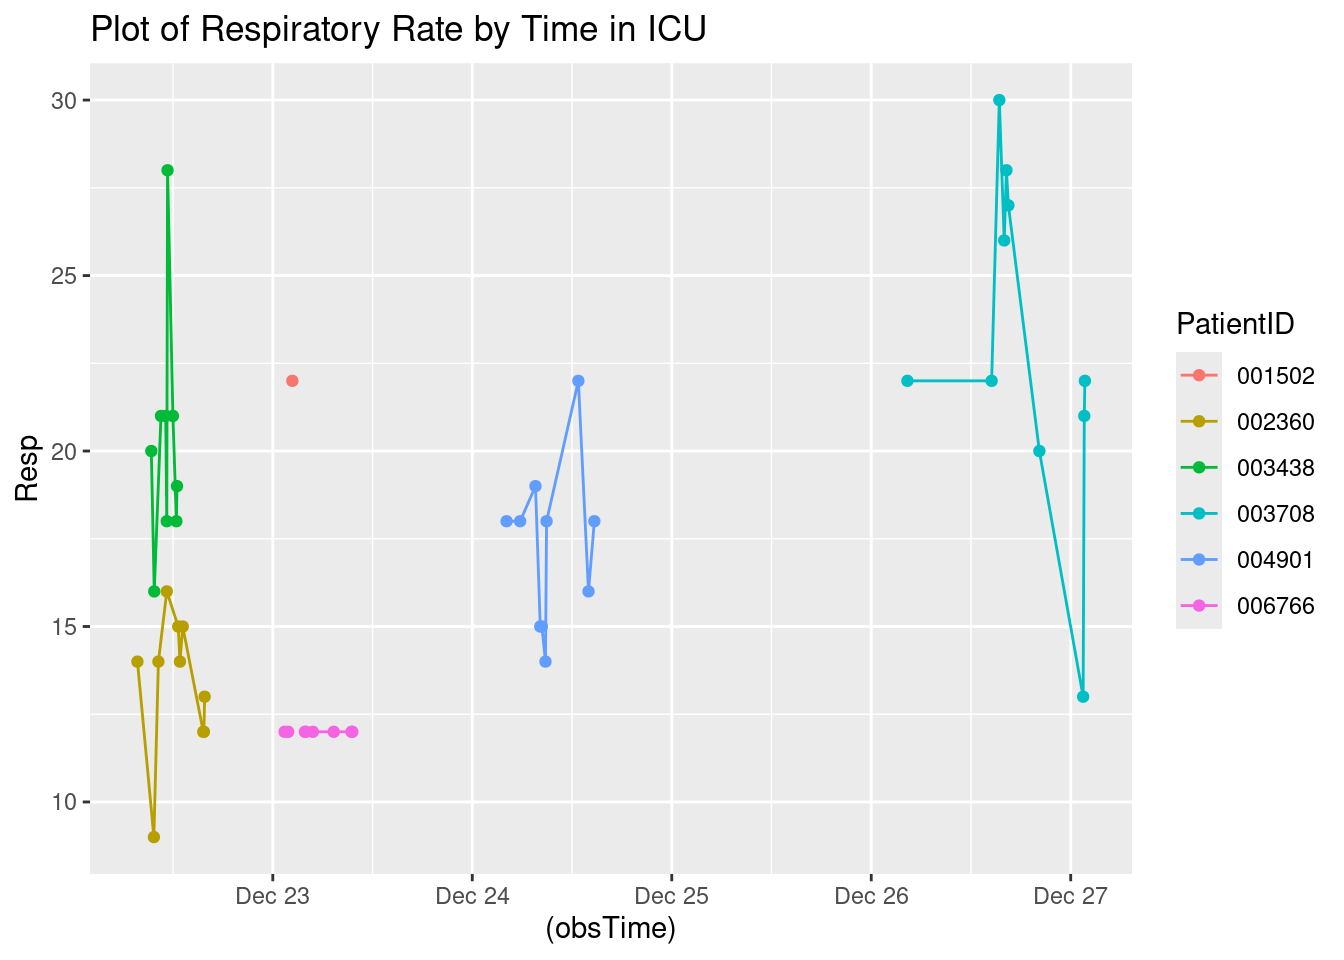 Plot of Respiratory Rate by Time in ICU
30
25
20
15
10
Resp
Dec 23
Dec 24
Dec 25
Dec 26
Dec 27
(obsTime)
PatientID
001502
002360
003438
003708
004901
006766